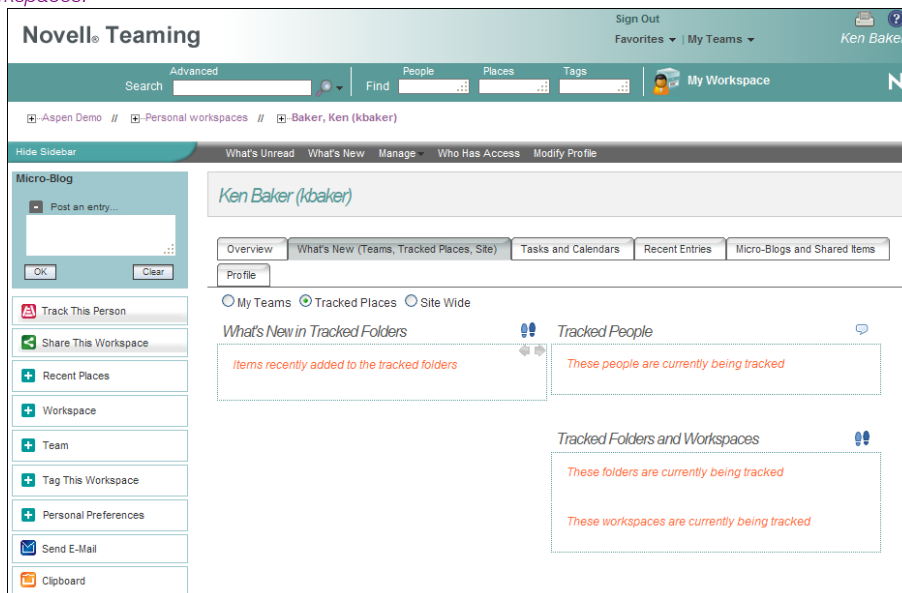 kspaces.
Novell® Teaming
Sign Out
Favorites | My Teams
Ken Baker
Advanced
Search
Find
People
Places
Tags
My Workspace
N
Aspen Demo // Personal workspaces // Baker, Ken (kbaker)
Hide Sidebar
What's Unread What's New Manage Who Has Access Modify Profile
Micro-Blog
Post an entry...
OK Clear
Track This Person
Share This Workspace
Recent Places
Workspace
Team
Tag This Workspace
Personal Preferences
Send E-Mail
Clipboard
Ken Baker (kbaker)
Overview What's New (Teams, Tracked Places, Site) Tasks and Calendars Recent Entries Micro-Blogs and Shared Items
Profile
My Teams Tracked Places Site Wide
What's New in Tracked Folders
Items recently added to the tracked folders
Tracked People
These people are currently being tracked
Tracked Folders and Workspaces
These folders are currently being tracked
These workspaces are currently being tracked